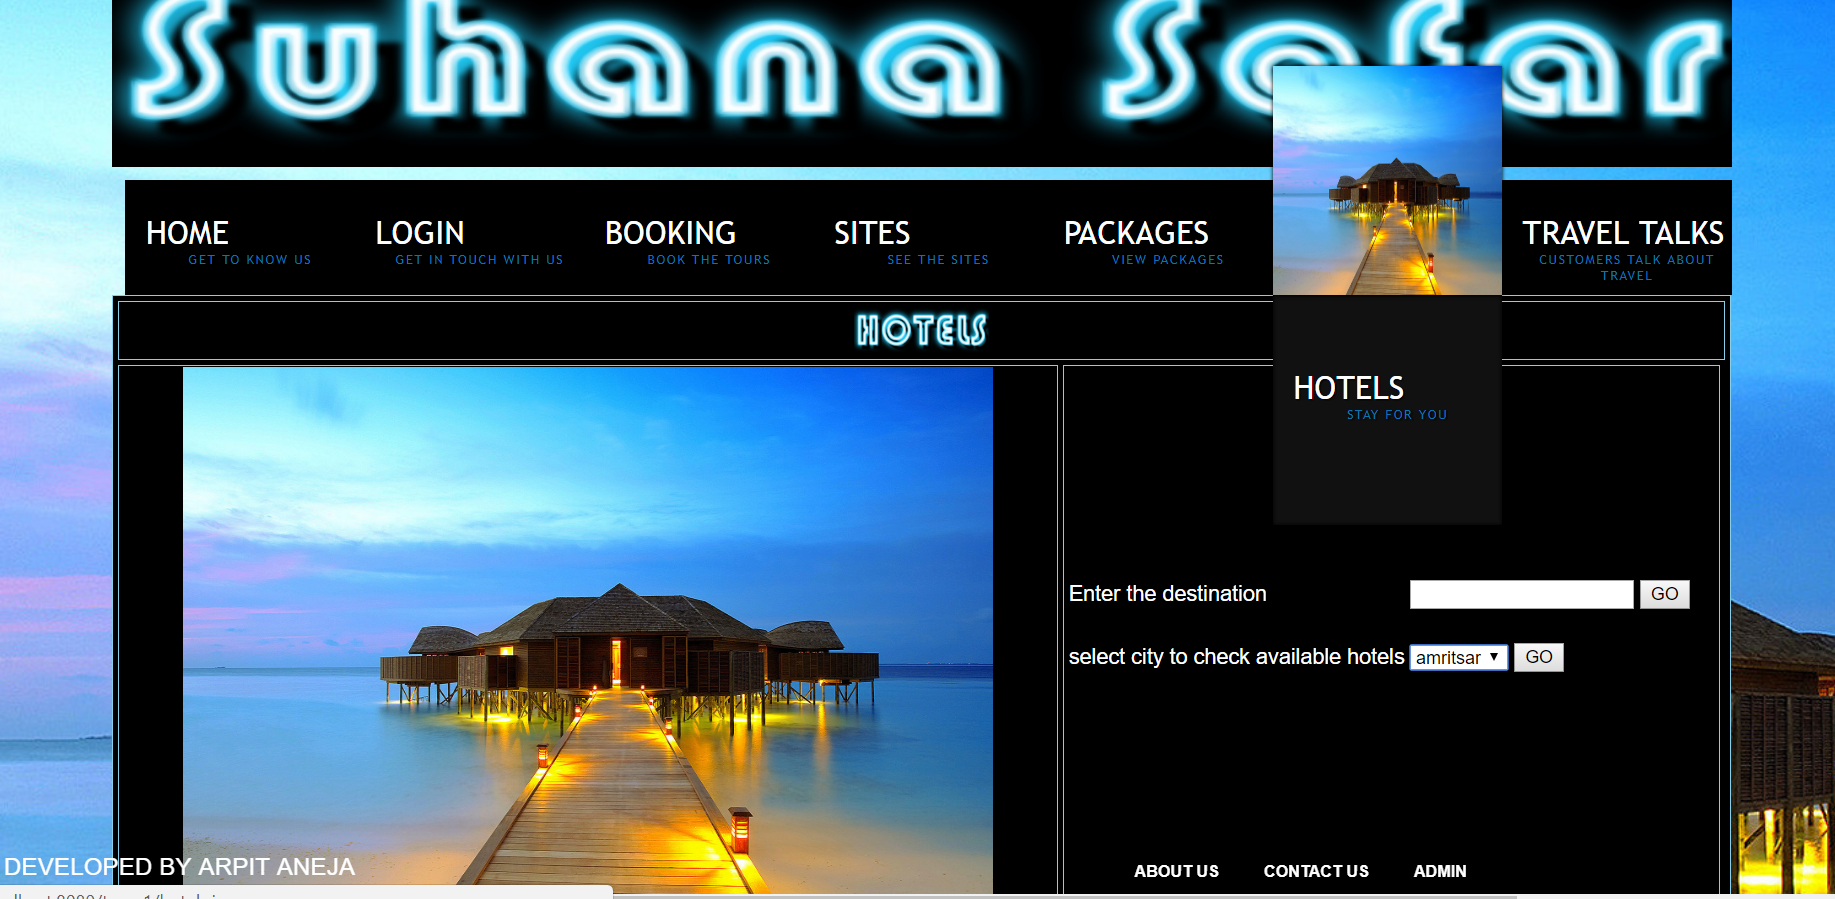 Suhana Safar
HOME
GET TO KNOW US
LOGIN
GET IN TOUCH WITH US
BOOKING
BOOK THE TOURS
SITES
SEE THE SITES
PACKAGES
VIEW PACKAGES
HOTELS
STAY FOR YOU
TRAVEL TALKS
CUSTOMERS TALK ABOUT
TRAVEL
HOTELS
Enter the destination GO
select city to check available hotels amritsar GO
ABOUT US CONTACT US ADMIN
DEVELOPED BY ARPIT ANEJA